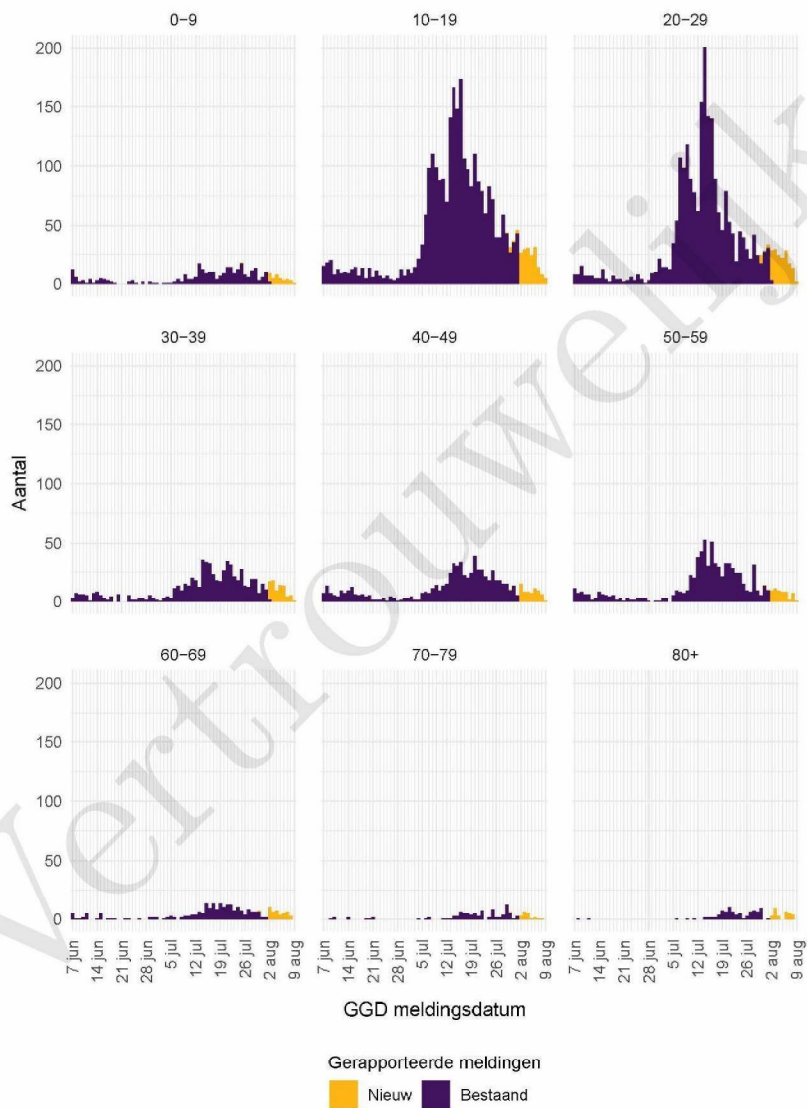 0−9 10−19 20−29
200
150
100
50
0
30−39 40−49 50−59
200
150
100
50
0
Aantal
60−69 70−79 80+
200
150
100
50
0
7 jun 14 jun 21 jun 28 jun 5 jul 12 jul 19 jul 26 jul 2 aug 9 aug 7 jun 14 jun 21 jun 28 jun 5 jul 12 jul 19 jul 26 jul 2 aug 9 aug 7 jun 14 jun 21 jun 28 jun 5 jul 12 jul 19 jul 26 jul 2 aug 9 aug
GGD meldingsdatum
Gerapporteerde meldingen
Nieuw Bestaand
Vertrouwelijk